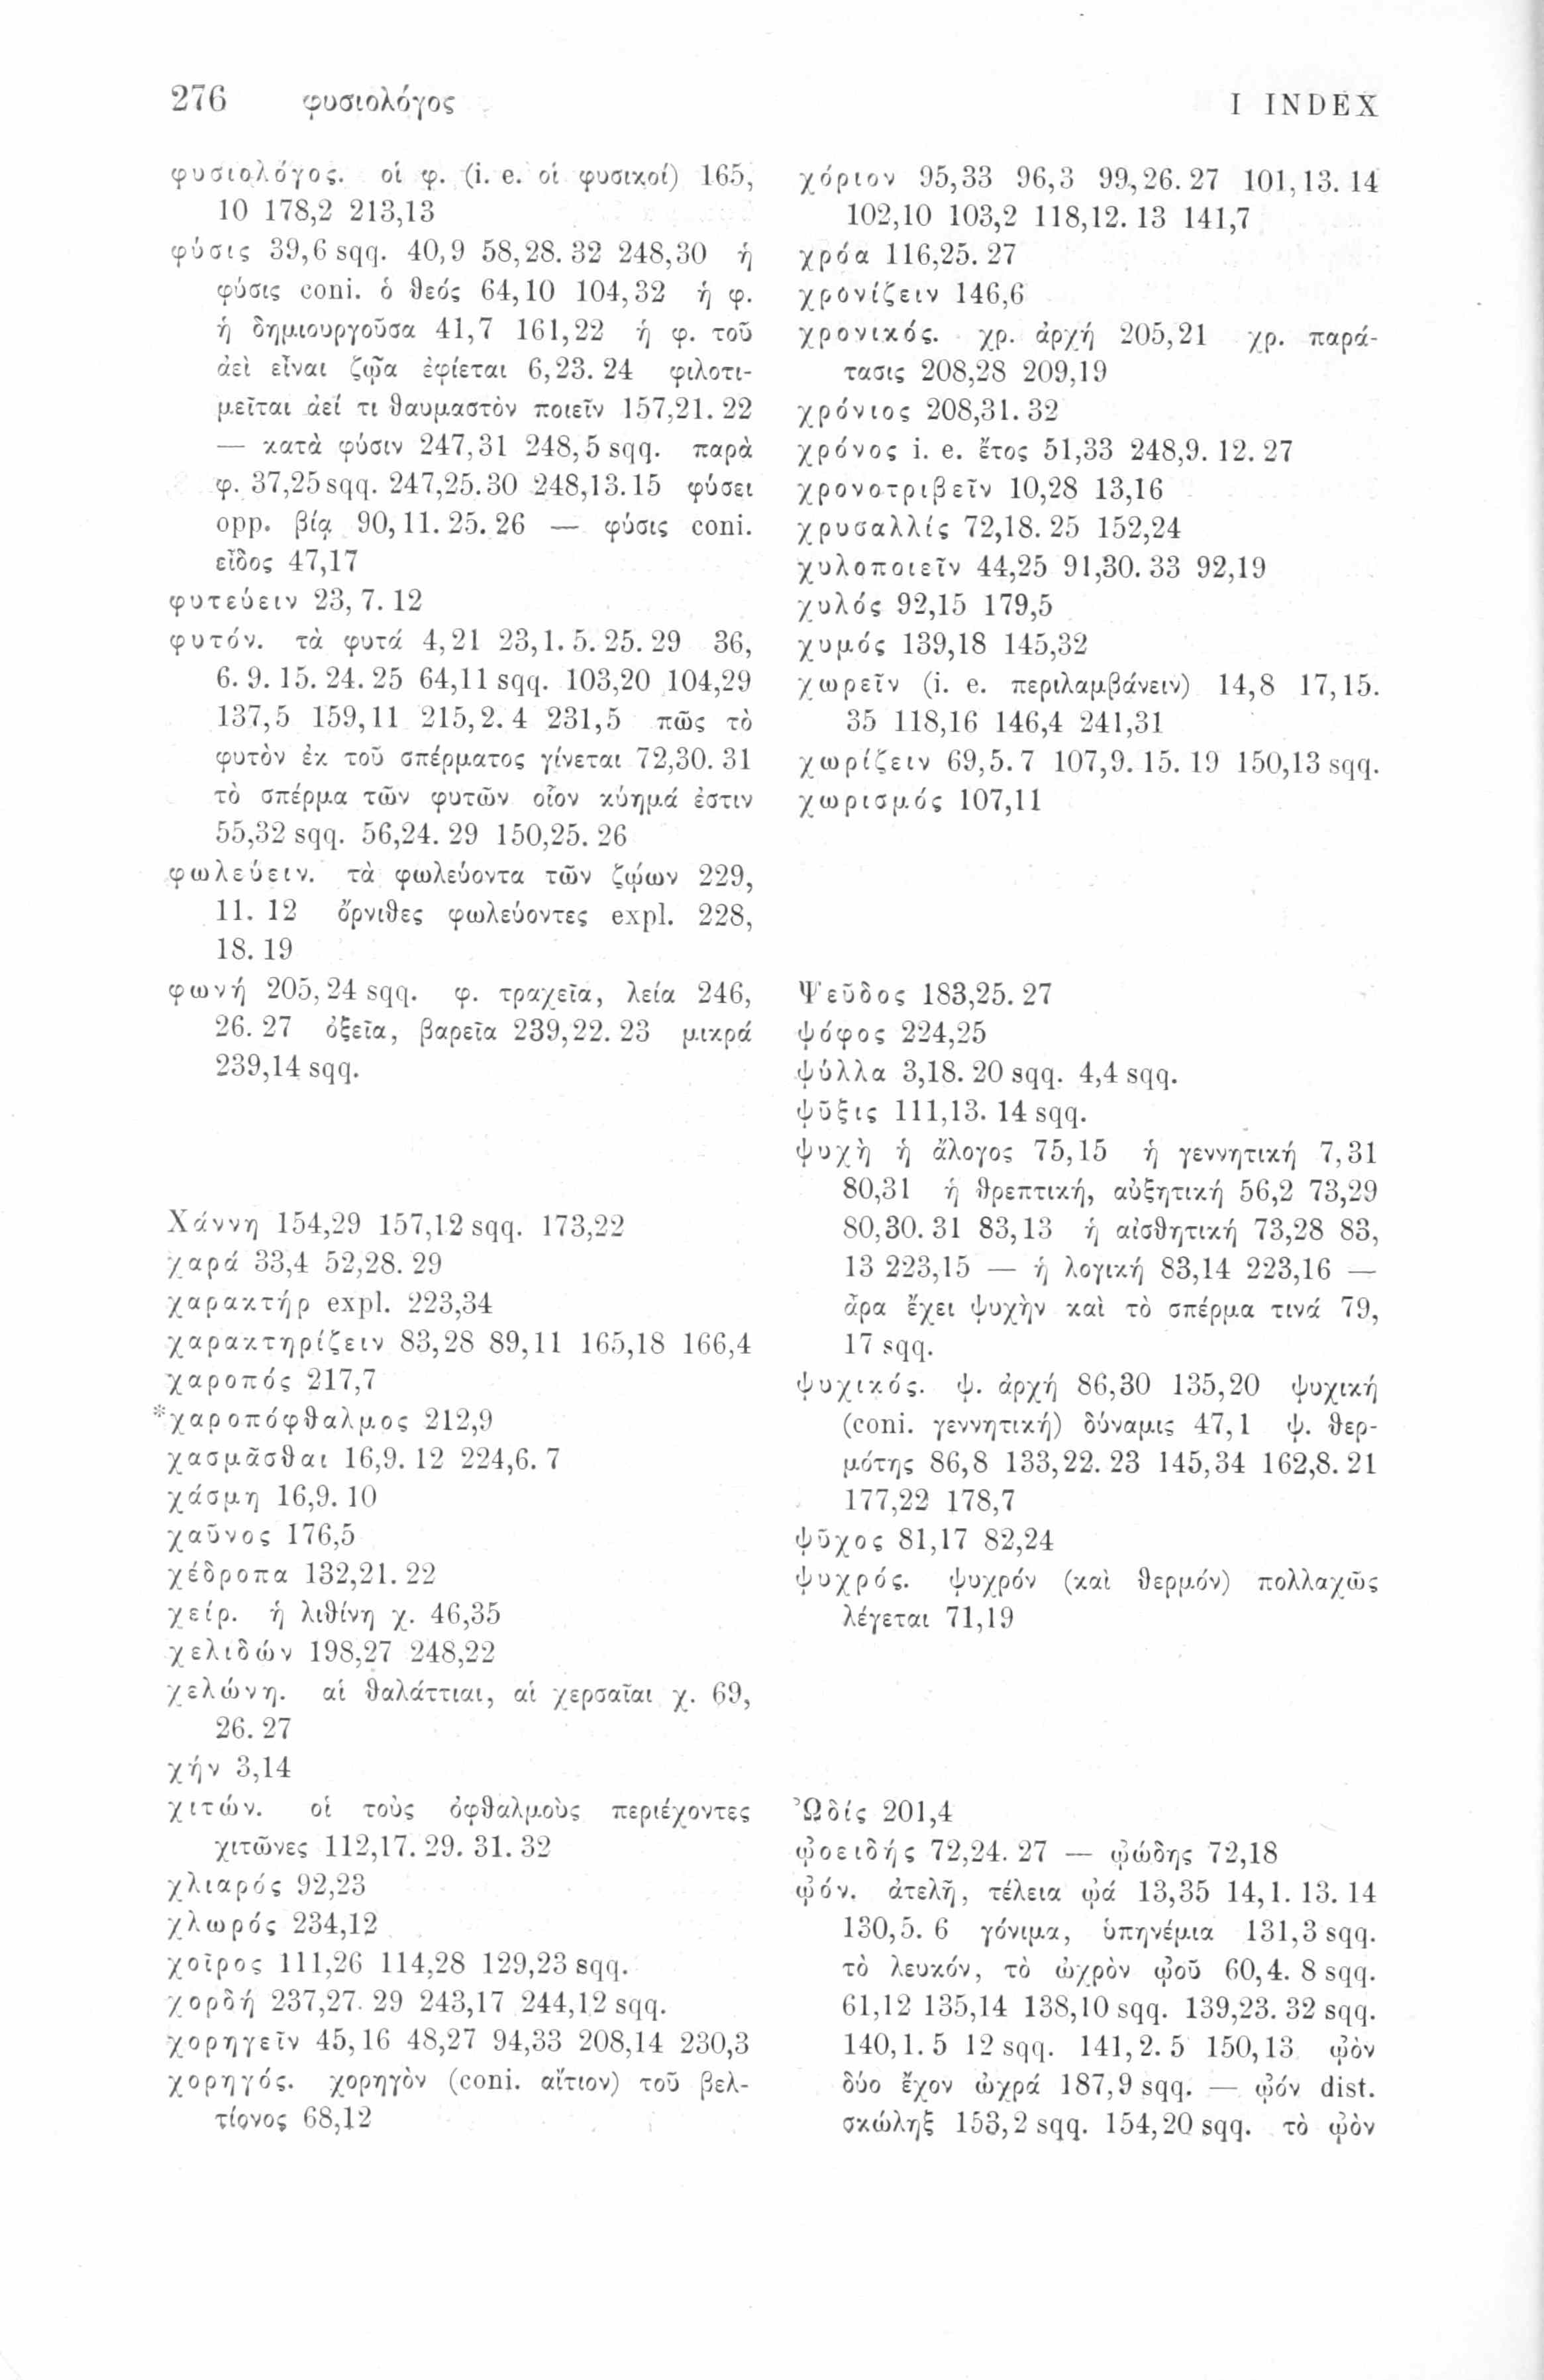 276 φυσιολόγος I INDEX
φυσιολόγος. οἱ φ. (i. e. οἱ φυσικοί) 165,
10 178,2 213,13
φύσις 39,6 sqq. 40,9 58,28. 32 248,30 ἡ
φύσις coni. ὁ θεός 64,10 104,32 ἡ φ.
ἡ δημιουργοῦσα 41,7 161,22 ἡ φ. τοῦ
ἀεὶ εἶναι ζῷα ἐφίεται 6,23. 24 φιλοτι-
μεῖται ἀεί τι θαυμαστὸν ποιεῖν 157,21. 22
— κατὰ φύσιν 247,31 248,5 sqq. παρὰ
φ. 37,25 sqq. 247,25. 30 248,13. 15 φύσει
opp. βίᾳ 90,11. 25. 26 — φύσις coni.
εἶδος 47,17
φυτεύειν 23,7. 12
φυτόν. τὰ φυτά 4,21 23,1. 5. 25. 29 36,
6. 9. 15. 24. 25 64,11 sqq. 103,20 104,29
137,5 159,11 215,2. 4 231,5 πῶς τὸ
φυτὸν ἐκ τοῦ σπέρματος γίνεται 72,30. 31
τὸ σπέρμα τῶν φυτῶν οἷον κύημά ἐστιν
55,32 sqq. 56,24. 29 150,25. 26
φωλεύειν. τὰ φωλεύοντα τῶν ζῴων 229,
11. 12 ὄρνιθες φωλεύοντες expl. 228,
18. 19
φωνή 205,24 sqq. φ. τραχεῖα, λεία 246,
26. 27 ὀξεῖα, βαρεῖα 239,22. 23 μικρά
239,14 sqq.
Χάννη 154,29 157,12 sqq. 173,22
χαρά 33,4 52,28. 29
χαρακτήρ expl. 223,34
χαρακτηρίζειν 83,28 89,11 165,18 166,4
χαροπός 217,7
*χαροπόφθαλμος 212,9
χασμᾶσθαι 16,9. 12 224,6. 7
χάσμη 16,9. 10
χαῦνος 176,5
χέδροπα 132,21. 22
χείρ. ἡ λιθίνη χ. 46,35
χελιδών 198,27 248,22
χελώνη. αἱ θαλάττιαι, αἱ χερσαῖαι χ. 69,
26. 27
χήν 3,14
χιτών. οἱ τοὺς ὀφθαλμοὺς περιέχοντες
χιτῶνες 112,17. 29. 31. 32
χλιαρός 92,23
χλωρός 234,12
χοῖρος 111,26 114,28 129,23 sqq.
χορδή 237,27. 29 243,17 244,12 sqq.
χορηγεῖν 45,16 48,27 94,33 208,14 230,3
χορηγός. χορηγὸν (coni. αἴτιον) τοῦ βελ-
τίονος 68,12
χόριον 95,33 96,3 99,26. 27 101,13. 14
102,10 103,2 118,12. 13 141,7
χρόα 116,25. 27
χρονίζειν 146,6
χρονικός. χρ. ἀρχή 205,21 χρ. παρά-
τασις 208,28 209,19
χρόνιος 208,31. 32
χρόνος i. e. ἔτος 51,33 248,9. 12. 27
χρονοτριβεῖν 10,28 13,16
χρυσαλλίς 72,18. 25 152,24
χυλοποιεῖν 44,25 91,30. 33 92,19
χυλός 92,15 179,5
χυμός 139,18 145,32
χωρεῖν (i. e. περιλαμβάνειν) 14,8 17,15.
35 118,16 146,4 241,31
χωρίζειν 69,5. 7 107,9. 15. 19 150,13 sqq.
χωρισμός 107,11
Ψεῦδος 183,25. 27
ψόφος 224,25
ψύλλα 3,18. 20 sqq. 4,4 sqq.
ψῦξις 111,13. 14 sqq.
ψυχὴ ἡ ἄλογος 75,15 ἡ γεννητική 7,31
80,31 ἡ θρεπτική, αὐξητική 56,2 73,29
80,30. 31 83,13 ἡ αἰσθητική 73,28 83,
13 223,15 — ἡ λογική 83,14 223,16 —
ἆρα ἔχει ψυχὴν καὶ τὸ σπέρμα τινά 79,
17 sqq.
ψυχικός. ψ. ἀρχή 86,30 135,20 ψυχική
(coni. γεννητική) δύναμις 47,1 ψ. θερ-
μότης 86,8 133,22. 23 145,34 162,8. 21
177,22 178,7
ψῦχος 81,17 82,24
ψυχρός. ψυχρόν (καὶ θερμόν) πολλαχῶς
λέγεται 71,19
Ὠδίς 201,4
ᾠοειδής 72,24. 27 — ᾠώδης 72,18
ᾠόν. ἀτελῆ, τέλεια ᾠά 13,35 14,1. 13. 14
130,5. 6 γόνιμα, ὑπηνέμια 131,3 sqq.
τὸ λευκόν, τὸ ὠχρὸν ᾠοῦ 60,4. 8 sqq.
61,12 135,14 138,10 sqq. 139,23. 32 sqq.
140,1. 5 12 sqq. 141,2. 5 150,13 ᾠὸν
δύο ἔχον ὠχρά 187,9 sqq. — ᾠόν dist.
σκώληξ 153,2 sqq. 154,20 sqq. τὸ ᾠὸν